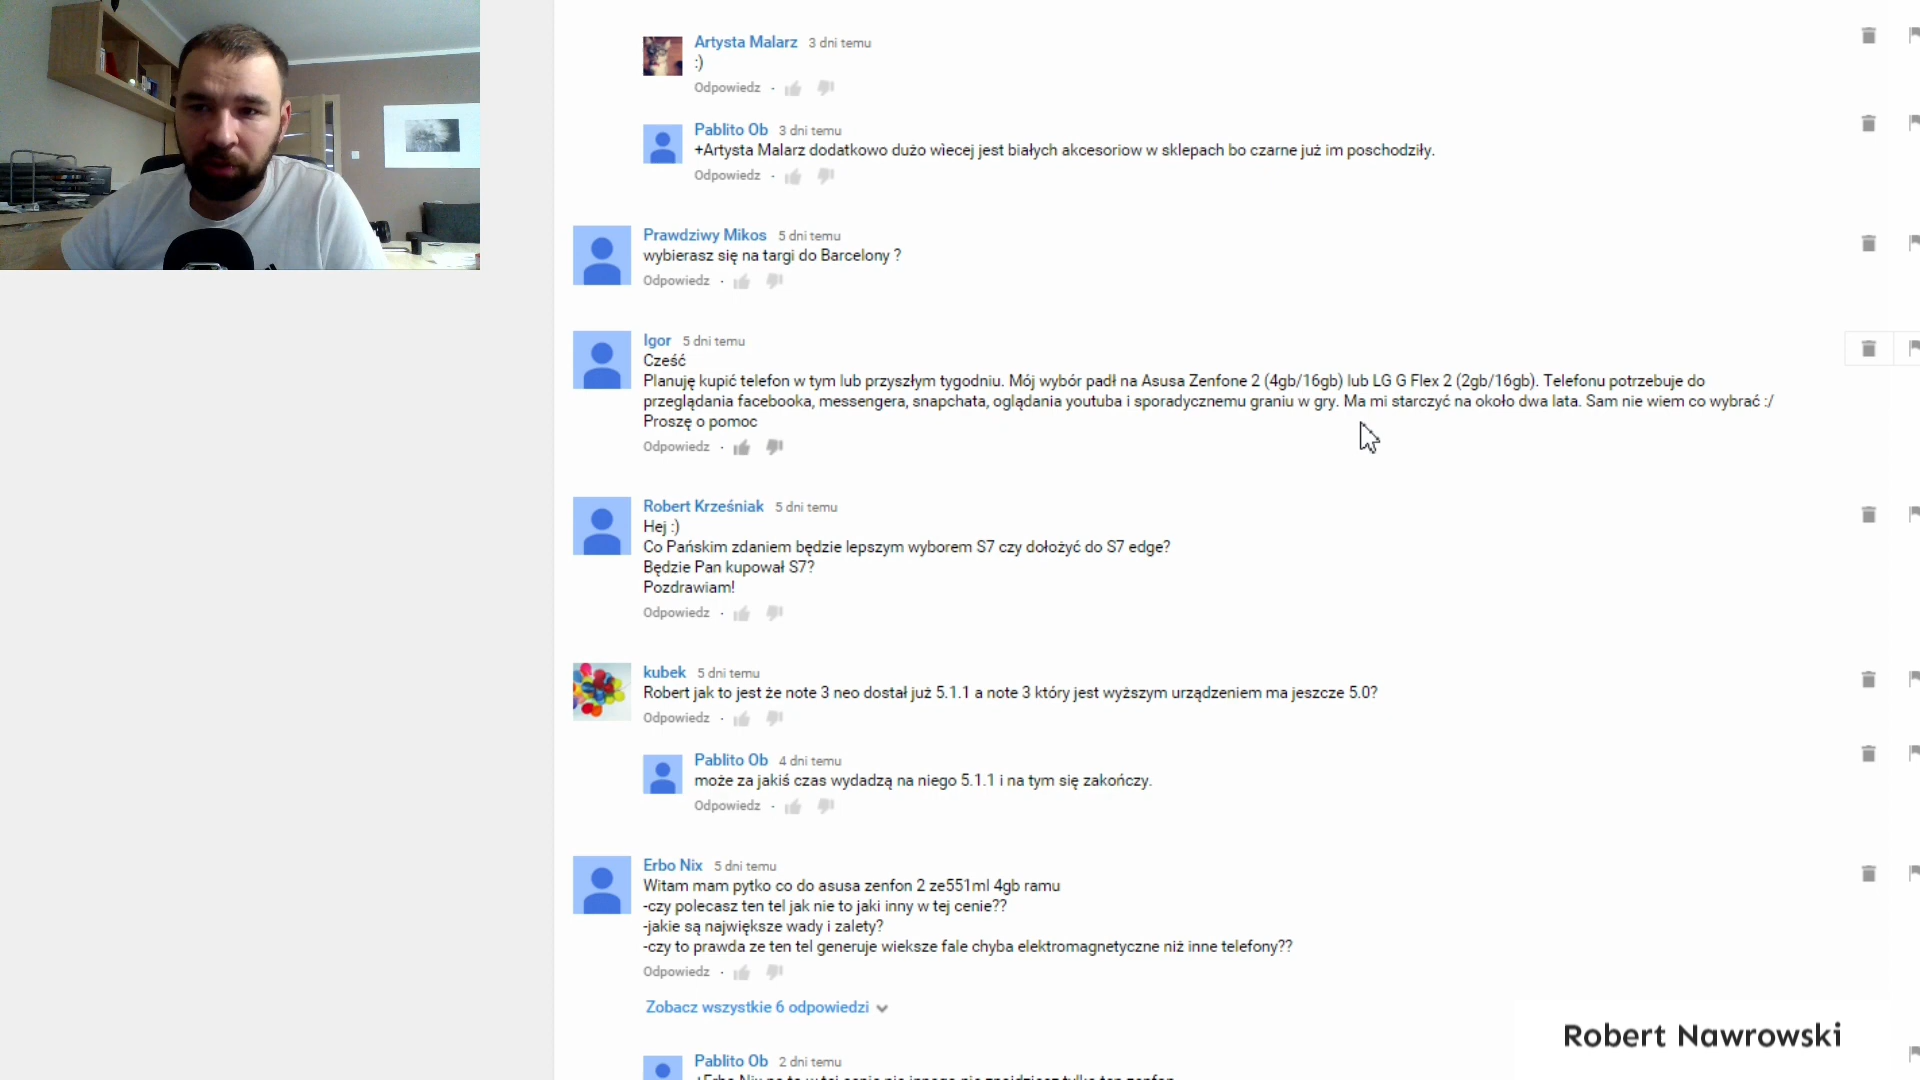 Artysta Malarz 3 dni temu
:)
Odpowiedz ·
Pablito Ob 3 dni temu
+Artysta Malarz dodatkowo dużo wiecej jest białych akcesoriow w sklepach bo czarne już im poschodziły.
Odpowiedz ·
Prawdziwy Mikos 5 dni temu
wybierasz się na targi do Barcelony ?
Odpowiedz ·
Igor 5 dni temu
Cześć
Planuję kupić telefon w tym lub przyszłym tygodniu. Mój wybór padł na Asusa Zenfone 2 (4gb/16gb) lub LG G Flex 2 (2gb/16gb). Telefonu potrzebuje do
przeglądania facebooka, messengera, snapchata, oglądania youtuba i sporadycznemu graniu w gry. Ma mi starczyć na około dwa lata. Sam nie wiem co wybrać :/
Proszę o pomoc
Odpowiedz ·
Robert Krześniak 5 dni temu
Hej :)
Co Pańskim zdaniem będzie lepszym wyborem S7 czy dołożyć do S7 edge?
Będzie Pan kupował S7?
Pozdrawiam!
Odpowiedz ·
kubek 5 dni temu
Robert jak to jest że note 3 neo dostał już 5.1.1 a note 3 który jest wyższym urządzeniem ma jeszcze 5.0?
Odpowiedz ·
Pablito Ob 4 dni temu
może za jakiś czas wydadzą na niego 5.1.1 i na tym się zakończy.
Odpowiedz ·
Erbo Nix 5 dni temu
Witam mam pytko co do asusa zenfon 2 ze551ml 4gb ramu
-czy polecasz ten tel jak nie to jaki inny w tej cenie??
-jakie są największe wady i zalety?
-czy to prawda ze ten tel generuje wieksze fale chyba elektromagnetyczne niż inne telefony??
Odpowiedz ·
Zobacz wszystkie 6 odpowiedzi
Robert Nawrowski
Pablito Ob 2 dni temu